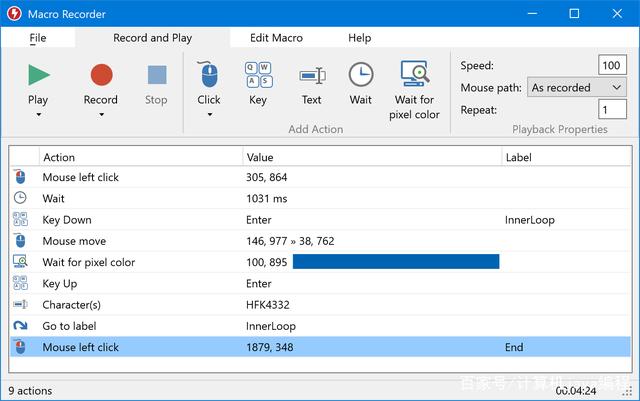 Macro Recorder
File Record and Play Edit Macro Help
Play Record Stop Click Key Text Wait Wait for pixel color
Q W A S
Add Action
Speed: 100
Mouse path: As recorded
Repeat: 1
Playback Properties
Action Value Label
Mouse left click 305, 864
Wait 1031 ms
Key Down Enter InnerLoop
Mouse move 146, 977 » 38, 762
Wait for pixel color 100, 895
Key Up Enter
Character(s) HFK4332
Go to label InnerLoop
Mouse left click 1879, 348 End
9 actions 00:04:24
百家号/计算机